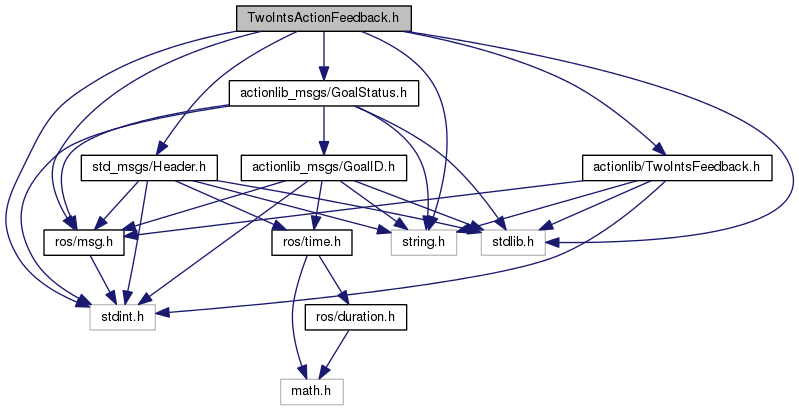 TwoIntsActionFeedback.h
actionlib_msgs/GoalStatus.h
std_msgs/Header.h
actionlib_msgs/GoalID.h
actionlib/TwoIntsFeedback.h
ros/msg.h
ros/time.h
string.h
stdlib.h
stdint.h
ros/duration.h
math.h